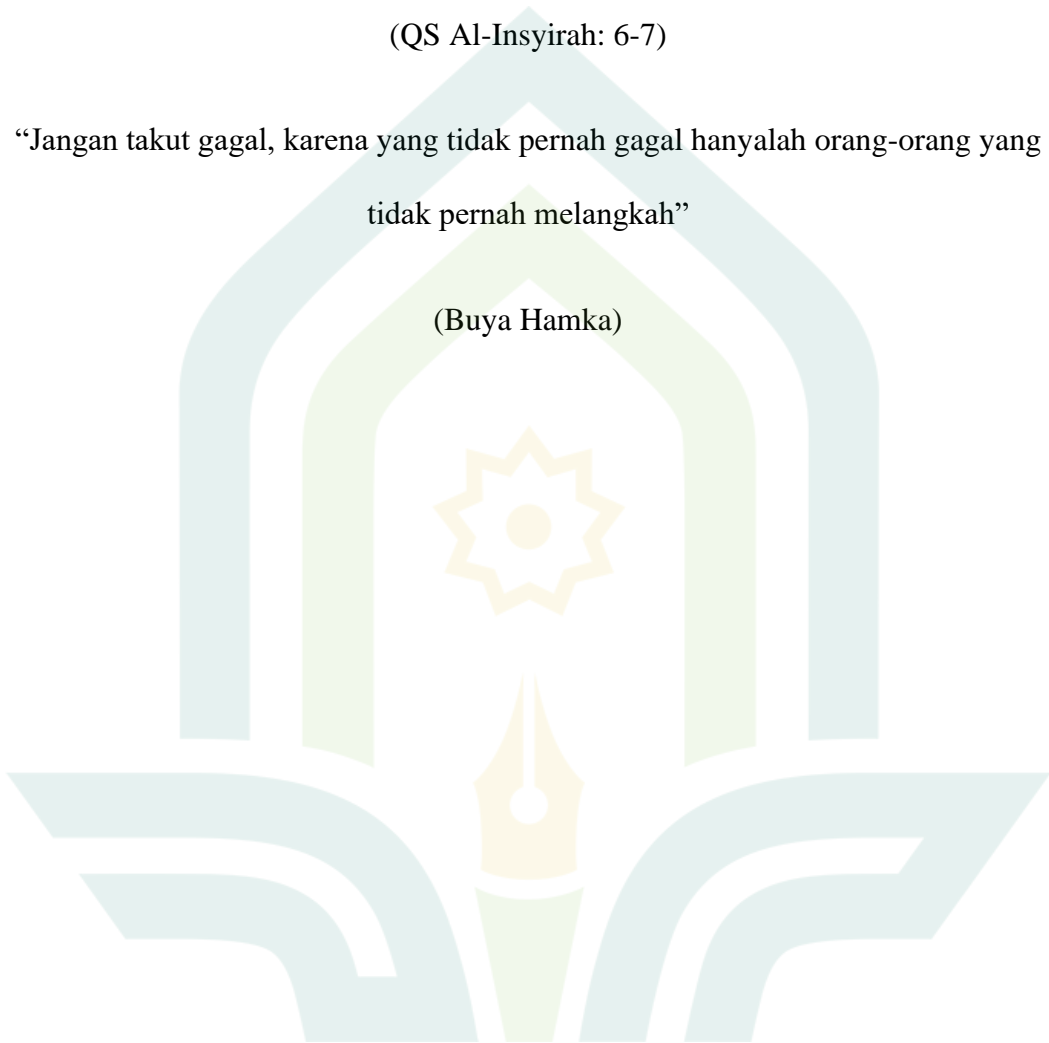 (QS Al-Insyirah: 6-7)
“Jangan takut gagal, karena yang tidak pernah gagal hanyalah orang-orang yang
tidak pernah melangkah”
(Buya Hamka)